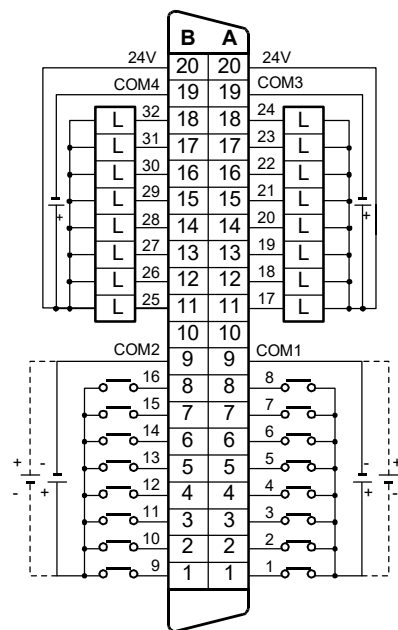 B A
24V 20 20 24V
COM4 19 19 COM3
L 32 18 18 24 L
L 31 17 17 23 L
L 30 16 16 22 L
L 29 15 15 21 L
+ L 28 14 14 20 L +
L 27 13 13 19 L
L 26 12 12 18 L
L 25 11 11 17 L
10 10
COM2 9 9 COM1
16 8 8 8
15 7 7 7
14 6 6 6
+ - 13 5 5 5 - +
- + 12 4 4 4 + -
11 3 3 3
10 2 2 2
9 1 1 1